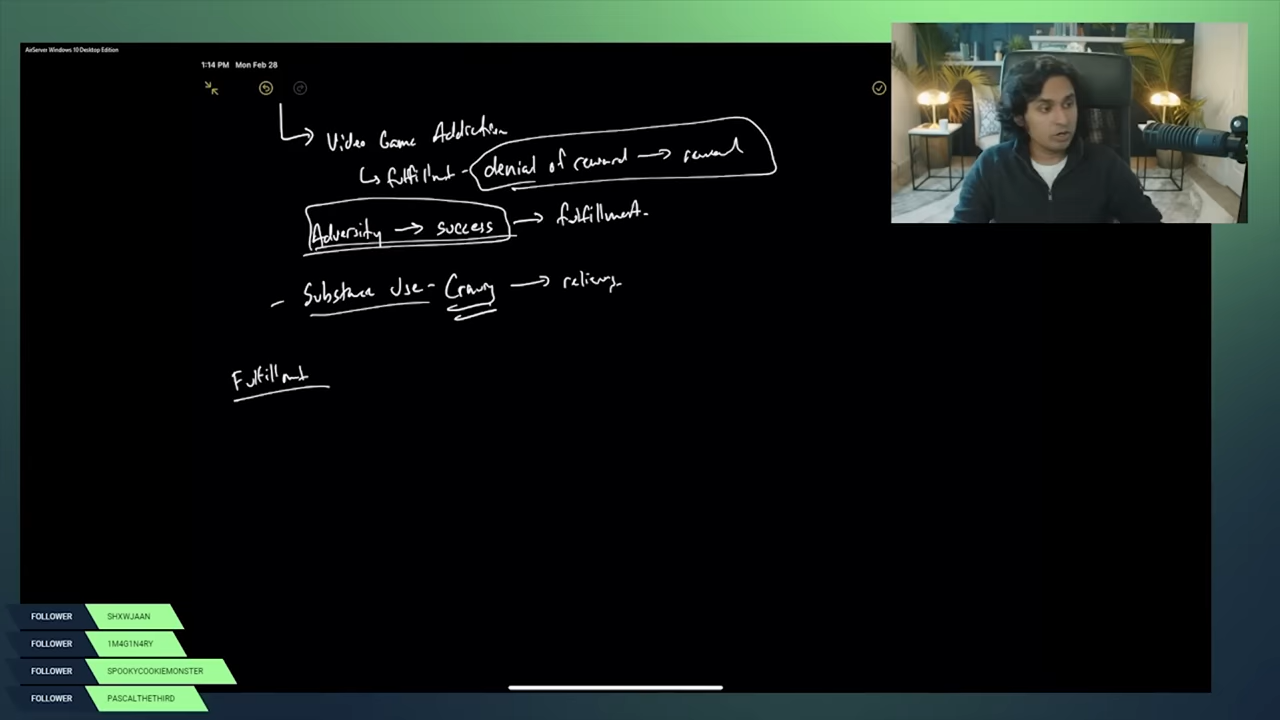 AirServer Windows 10 Desktop Edition
1:14 PM Mon Feb 28
Video Game Addiction
↳ fulfillment - denial of reward → reward
Adversity → success → fulfillment.
- Substance Use - Craving →
Fulfillment
FOLLOWER SHXWJAAN
FOLLOWER 1M4G1N4RY
FOLLOWER SPOOKYCOOKIEMONSTER
FOLLOWER PASCALTHETHIRD